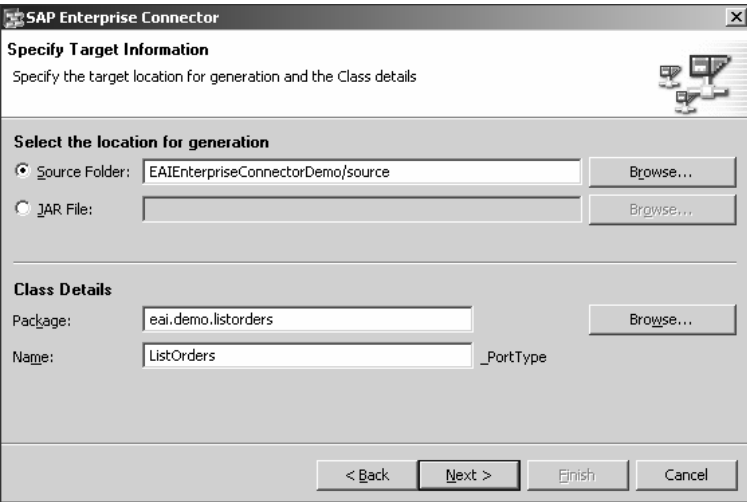 SAP Enterprise Connector
Specify Target Information
Specify the target location for generation and the Class details
Select the location for generation
Source Folder: EAIEnterpriseConnectorDemo/source Browse...
JAR File: Browse...
Class Details
Package: eai.demo.listorders Browse...
Name: ListOrders _PortType
< Back Next > Finish Cancel